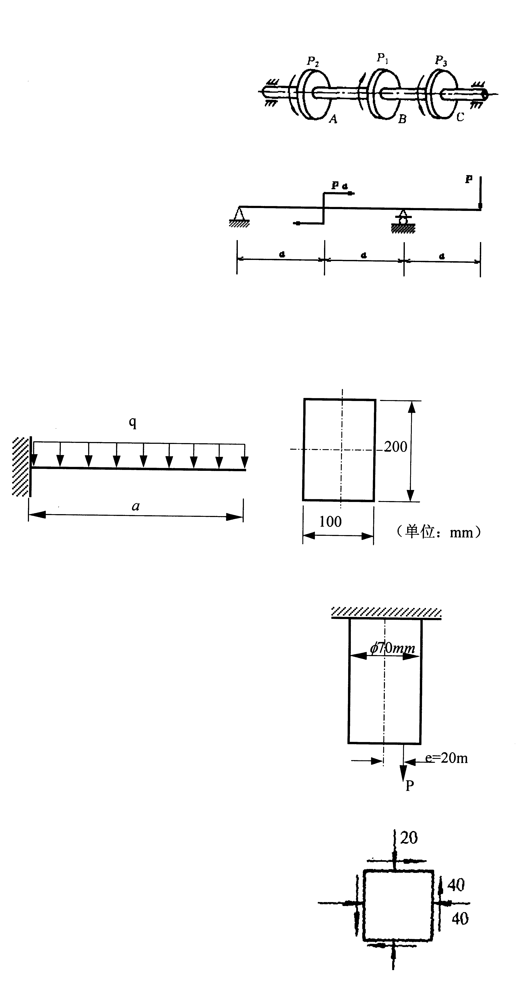 P₂ P₁ P₃
A B C
P d P
d d d
q
200
a
100
（单位：mm）
ϕ70mm
e=20m
P
20
40
40